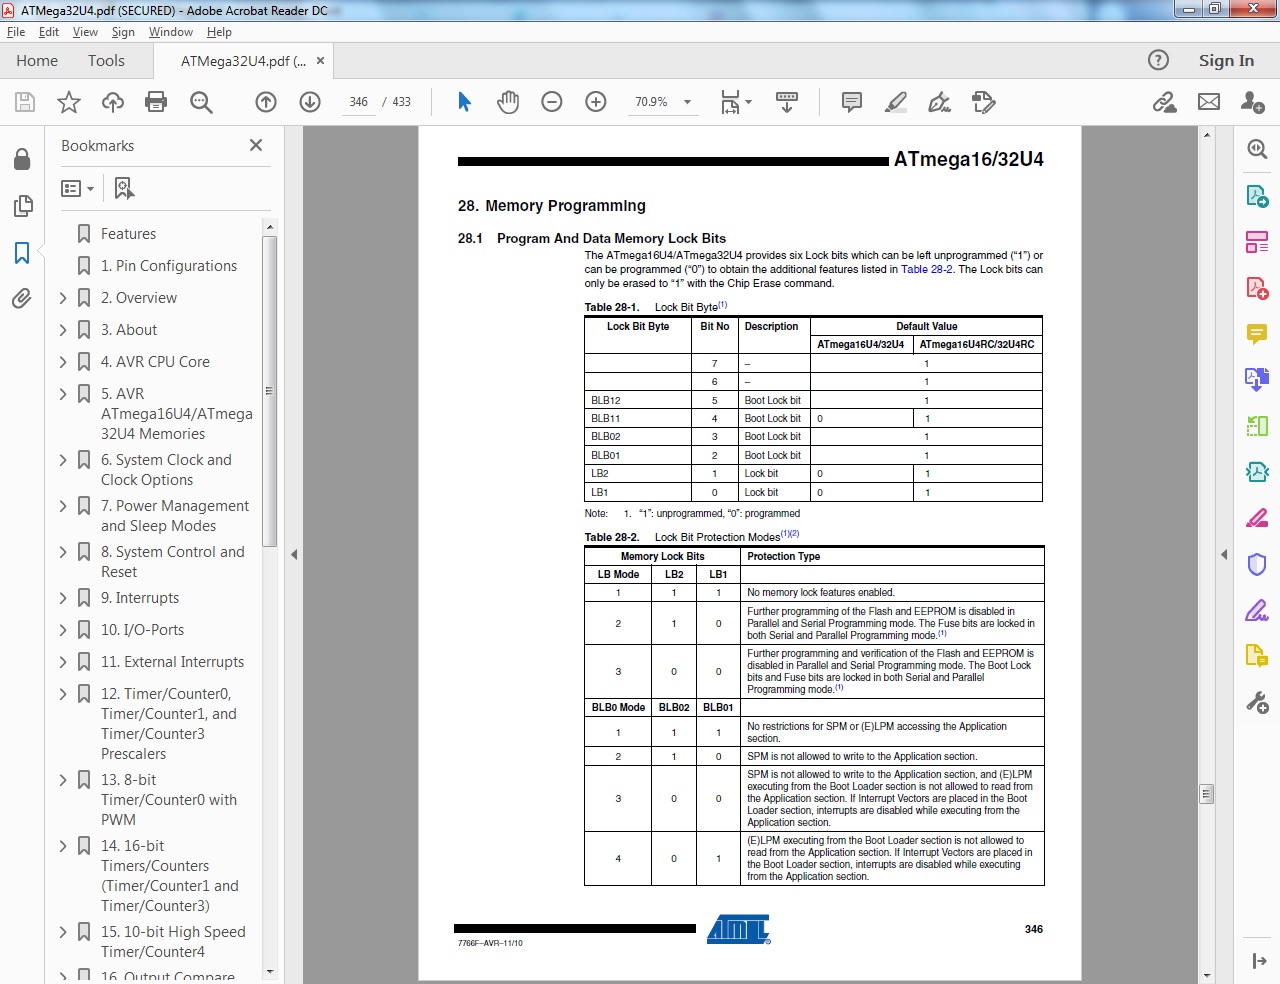 ATMega32U4.pdf (SECURED) - Adobe Acrobat Reader DC
File Edit View Sign Window Help
Home Tools ATMega32U4.pdf (... × Sign In
346 / 433 70.9%
Bookmarks
Features
1. Pin Configurations
2. Overview
3. About
4. AVR CPU Core
5. AVR
ATmega16U4/ATmega
32U4 Memories
6. System Clock and
Clock Options
7. Power Management
and Sleep Modes
8. System Control and
Reset
9. Interrupts
10. I/O-Ports
11. External Interrupts
12. Timer/Counter0,
Timer/Counter1, and
Timer/Counter3
Prescalers
13. 8-bit
Timer/Counter0 with
PWM
14. 16-bit
Timers/Counters
(Timer/Counter1 and
Timer/Counter3)
15. 10-bit High Speed
Timer/Counter4
16. Output Compare
ATmega16/32U4
28. Memory Programming
28.1 Program And Data Memory Lock Bits
The ATmega16U4/ATmega32U4 provides six Lock bits which can be left unprogrammed (“1”) or
can be programmed (“0”) to obtain the additional features listed in Table 28-2. The Lock bits can
only be erased to “1” with the Chip Erase command.
Table 28-1. Lock Bit Byte(1)
Lock Bit Byte Bit No Description Default Value
ATmega16U4/32U4 ATmega16U4RC/32U4RC
7 – 1
6 – 1
BLB12 5 Boot Lock bit 1
BLB11 4 Boot Lock bit 0 1
BLB02 3 Boot Lock bit 1
BLB01 2 Boot Lock bit 1
LB2 1 Lock bit 0 1
LB1 0 Lock bit 0 1
Note: 1. “1”: unprogrammed, “0”: programmed
Table 28-2. Lock Bit Protection Modes(1)(2)
Memory Lock Bits Protection Type
LB Mode LB2 LB1
1 1 1 No memory lock features enabled.
2 1 0 Further programming of the Flash and EEPROM is disabled in
Parallel and Serial Programming mode. The Fuse bits are locked in
both Serial and Parallel Programming mode.(1)
3 0 0 Further programming and verification of the Flash and EEPROM is
disabled in Parallel and Serial Programming mode. The Boot Lock
bits and Fuse bits are locked in both Serial and Parallel
Programming mode.(1)
BLB0 Mode BLB02 BLB01
1 1 1 No restrictions for SPM or (E)LPM accessing the Application
section.
2 1 0 SPM is not allowed to write to the Application section.
3 0 0 SPM is not allowed to write to the Application section, and (E)LPM
executing from the Boot Loader section is not allowed to read from
the Application section. If Interrupt Vectors are placed in the Boot
Loader section, interrupts are disabled while executing from the
Application section.
4 0 1 (E)LPM executing from the Boot Loader section is not allowed to
read from the Application section. If Interrupt Vectors are placed in
the Boot Loader section, interrupts are disabled while executing
from the Application section.
ATMEL 346
7766F–AVR–11/10